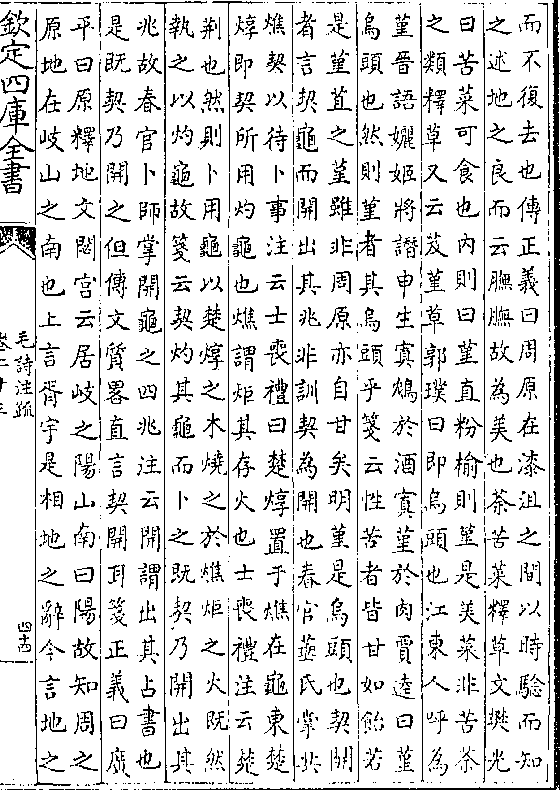 而不復去也傳正義曰周原在漆沮之間以時驗而知
之述地之良而云膴膴故為美也荼苦菜釋草文樊光
曰苦菜可食也內則曰堇直粉榆則堇是美菜非苦荼
之類釋草又云芨堇草郭璞曰即烏頭也江東人呼為
堇晉語孋姬將譖申生寘鴆於酒寘堇於肉賈逵曰堇
烏頭也然則堇者其烏頭乎箋云性苦者皆甘如飴若
是堇荁之堇雖非周原亦自甘矣明堇是烏頭也契開
者言契龜而開出其兆非訓契為開也春官菙氏掌共
燋契以待卜事注云士喪禮曰楚焞置于燋在龜東楚
焞即契所用灼龜也燋謂炬其存火也士喪禮注云楚
荆也然則卜用龜以楚焞之木燒之於燋炬之火既然
執之以灼龜故箋云契灼其龜而卜之既契乃開出其
兆故春官卜師掌開龜之四兆注云開謂出其占書也
是既契乃開之但傳文質畧直言契開耳箋正義曰廣
平曰原釋地文閟宮云居岐之陽山南曰陽故知周之
原地在岐山之南也上言胥宇是相地之辭今言地之
欽定四庫全書
毛詩注疏
卷二十三
四十四